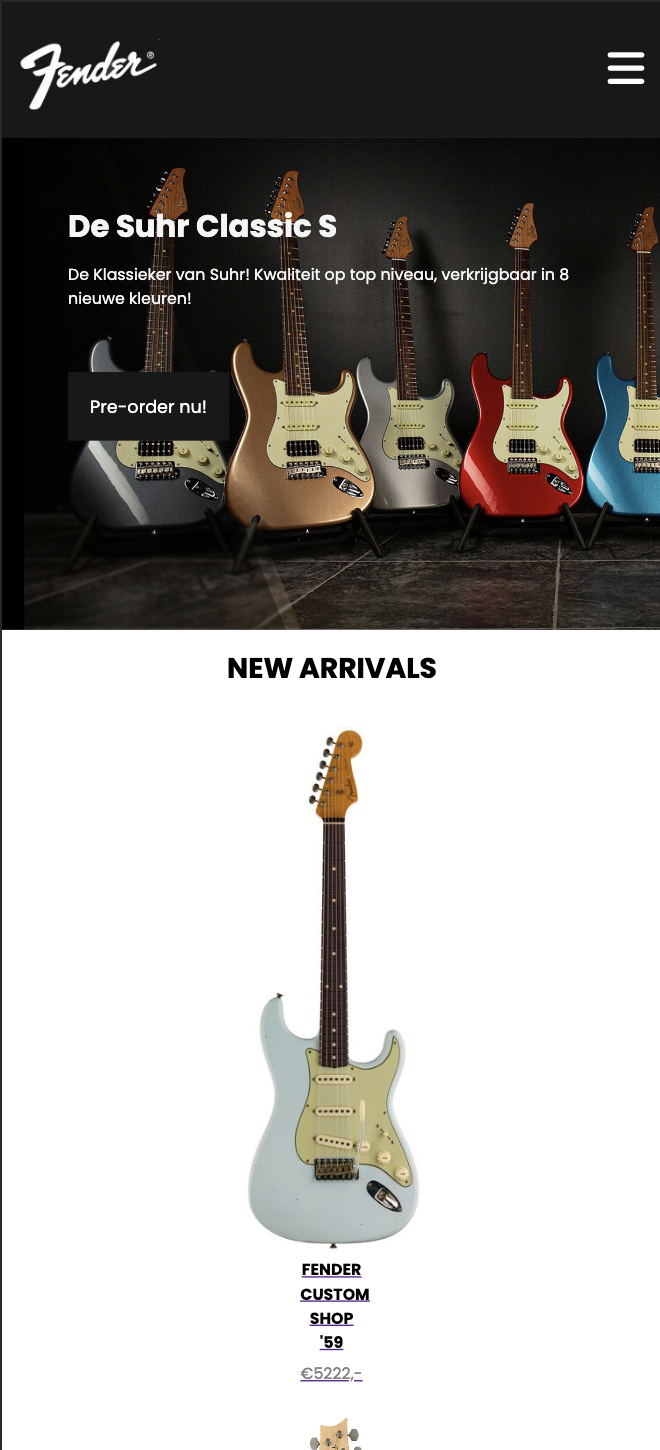 Fender®
De Suhr Classic S
De Klassieker van Suhr! Kwaliteit op top niveau, verkrijgbaar in 8
nieuwe kleuren!
Pre-order nu!
NEW ARRIVALS
FENDER
CUSTOM
SHOP
'59
€5222,-